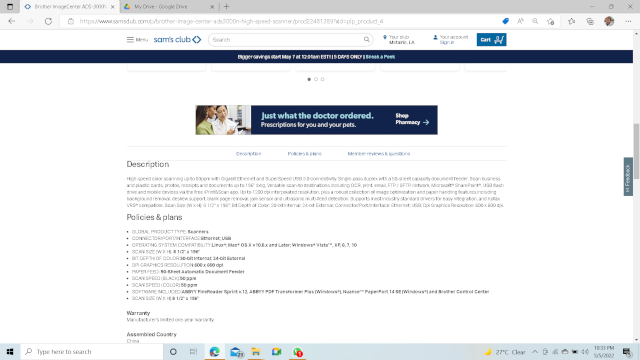 Brother ImageCenter ADS-3000N
My Drive - Google Drive
https://www.samsclub.com/p/brother-image-center-ads3000n-high-speed-scanner/prod22451389?xid=plp_product_4
Menu
sam's club
Search
Your club
Metairie, LA
Your account
Sign in
Cart
Bigger savings start May 7 at 12:01am EST! | 5 DAYS ONLY | Sneak a Peek
Just what the doctor ordered.
Prescriptions for you and your pets.
Shop
Pharmacy
Description
Policies & plans
Member reviews & questions
Feedback
Description
High-speed color scanning up to 50ppm with Gigabit Ethernet and SuperSpeed USB 3.0 connectivity. Single-pass duplex with a 50-sheet capacity document feeder. Scan business
and plastic cards, photos, receipts and documents up to 196" long. Versatile scan-to destinations including OCR, print, email, FTP / SFTP, Network, Microsoft® SharePoint®, USB flash
drive and mobile devices via the free iPrint&Scan app. Up to 1,200 dpi interpolated resolution, plus a robust collection of image optimization and paper handling features including
background removal, deskew support, blank page removal, pen sensor and ultrasonic multi-feed detection. Supports most industry standard drivers for easy integration, and Kofax
VRS® compatible. Scan Size (W x H): 8 1/2" x 196" Bit Depth of Color: 30-bit Internal; 24-bit External Connector/Port/Interface: Ethernet; USB; Dpi Graphics Resolution: 600 x 600 dpi.
Policies & plans
GLOBAL PRODUCT TYPE: Scanners
CONNECTOR/PORT/INTERFACE: Ethernet; USB
OPERATING SYSTEM COMPATIBILITY: Linux®; Mac® OS X v10.8.x and Later; Windows® Vista™, XP, 8, 7, 10
SCAN SIZE (W X H): 8 1/2" x 196"
BIT DEPTH OF COLOR: 30-bit Internal; 24-bit External
DPI GRAPHICS RESOLUTION: 600 x 600 dpi
PAPER FEED: 50-Sheet Automatic Document Feeder
SCAN SPEED (BLACK): 50 ppm
SCAN SPEED (COLOR): 50 ppm
SOFTWARE INCLUDED: ABBYY FineReader Sprint v.12, ABBYY PDF Transformer Plus (Windows®), Nuance™ PaperPort 14 SE (Windows®) and Brother Control Center
SCAN SIZE (W X H): 8 1/2" x 196"
Warranty
Manufacturer's limited one-year warranty.
Assembled Country
China
Type here to search
27°C Clear
10:33 PM
5/5/2022